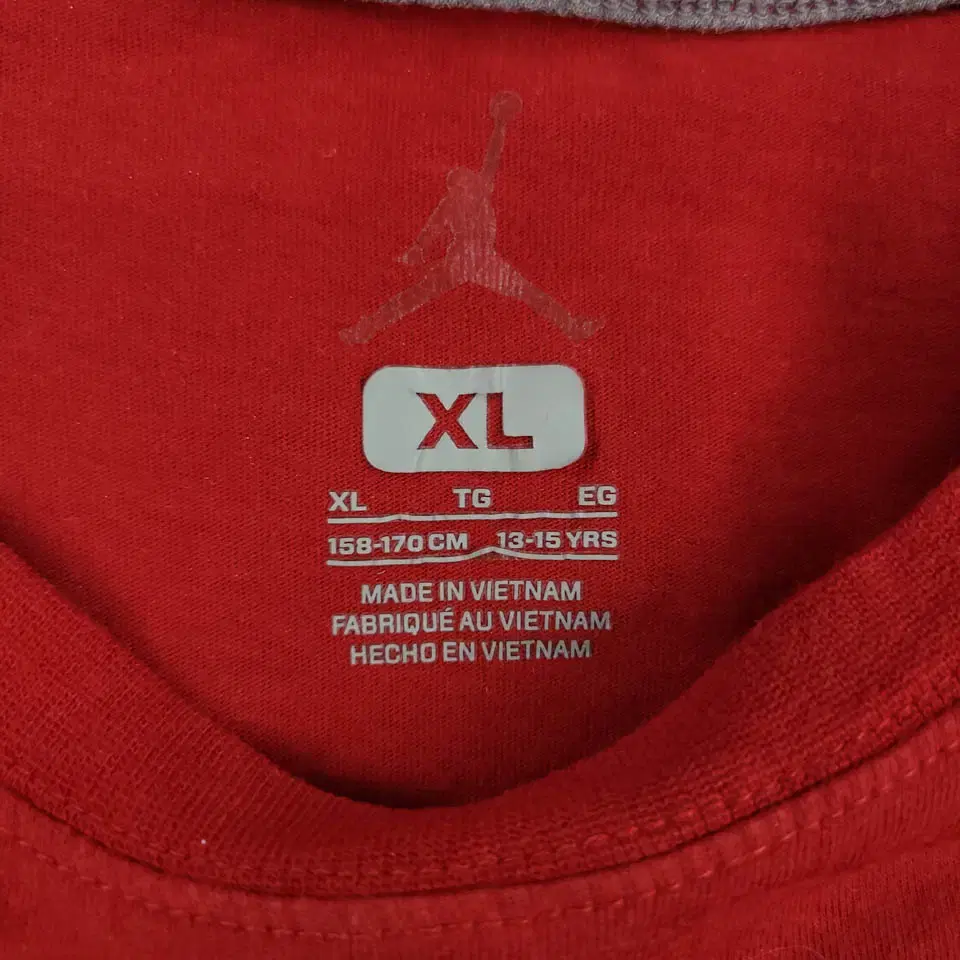 XL
XL TG EG
158-170 CM 13-15 YRS
MADE IN VIETNAM
FABRIQUÉ AU VIETNAM
HECHO EN VIETNAM